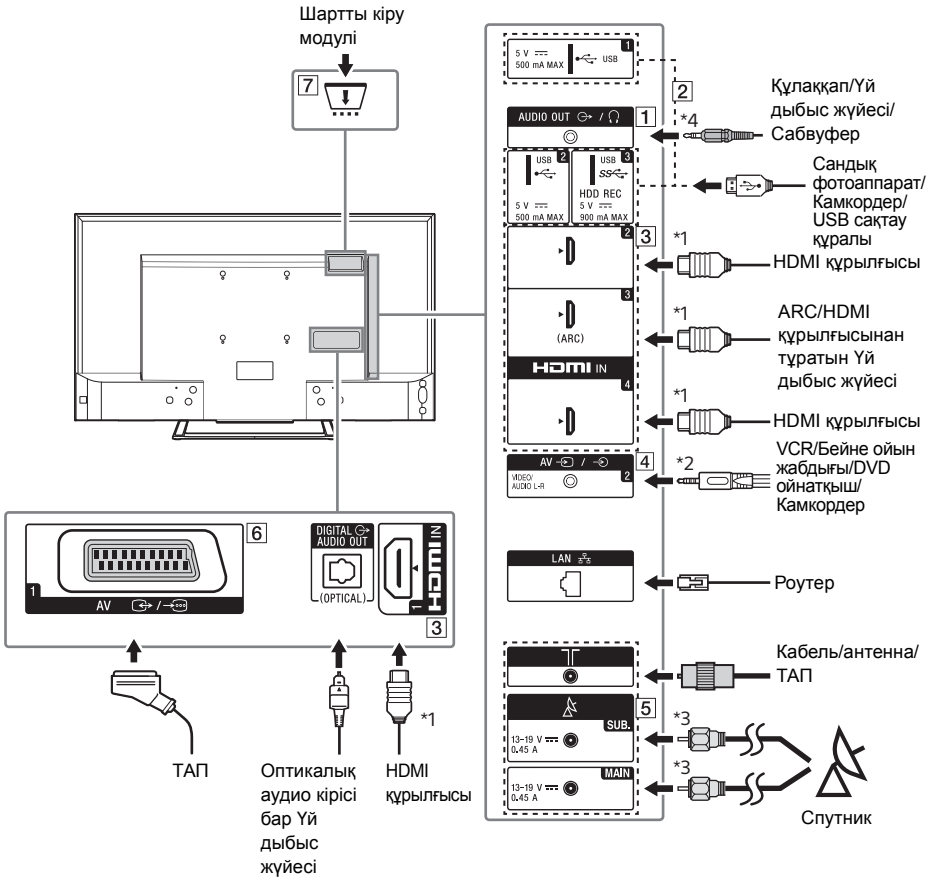 Шартты кіру
модулі
7
5 V
500 mA MAX
USB
1
2
AUDIO OUT /
1
*4
Құлаққап/Үй
дыбыс жүйесі/
Сабвуфер
USB 2
5 V
500 mA MAX
USB 3
SS
HDD REC
5 V
900 mA MAX
Сандық
фотоаппарат/
Камкордер/
USB сақтау
құралы
2
3
*1
HDMI құрылғысы
3
(ARC)
*1
ARC/HDMI
құрылғысынан
тұратын Үй
дыбыс жүйесі
HDMI IN
4
*1
HDMI құрылғысы
AV /
VIDEO/
AUDIO L-R
2
4
*2
VCR/Бейне ойын
жабдығы/DVD
ойнатқыш/
Камкордер
LAN
Роутер
Кабель/антенна/
ТАП
5
SUB.
13-19 V
0.45 A
*3
MAIN
13-19 V
0.45 A
*3
Спутник
6
1
AV /
DIGITAL
AUDIO OUT
(OPTICAL)
HDMI IN
1
3
ТАП
Оптикалық
аудио кірісі
бар Үй
дыбыс
жүйесі
*1
HDMI
құрылғысы